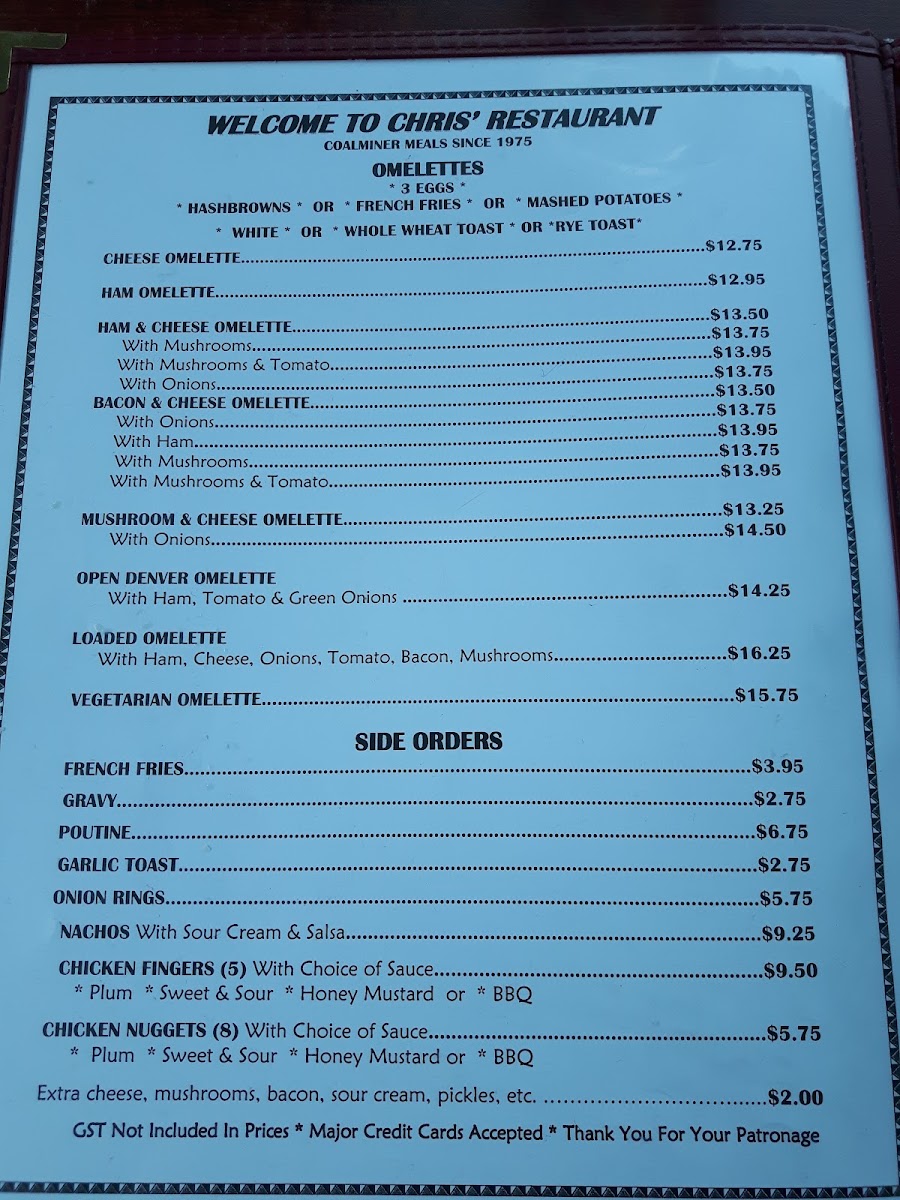 WELCOME TO CHRIS' RESTAURANT
COALMINER MEALS SINCE 1975
OMELETTES
* 3 EGGS *
* HASHBROWNS * OR * FRENCH FRIES * OR * MASHED POTATOES *
* WHITE * OR * WHOLE WHEAT TOAST * OR *RYE TOAST*
CHEESE OMELETTE...$12.75
HAM OMELETTE...$12.95
HAM & CHEESE OMELETTE...$13.50
With Mushrooms...$13.75
With Mushrooms & Tomato...$13.95
With Onions...$13.75
BACON & CHEESE OMELETTE...$13.50
With Onions...$13.75
With Ham...$13.95
With Mushrooms...$13.75
With Mushrooms & Tomato...$13.95
MUSHROOM & CHEESE OMELETTE...$13.25
With Onions...$14.50
OPEN DENVER OMELETTE
With Ham, Tomato & Green Onions ...$14.25
LOADED OMELETTE
With Ham, Cheese, Onions, Tomato, Bacon, Mushrooms...$16.25
VEGETARIAN OMELETTE...$15.75
SIDE ORDERS
FRENCH FRIES...$3.95
GRAVY...$2.75
POUTINE...$6.75
GARLIC TOAST...$2.75
ONION RINGS...$5.75
NACHOS With Sour Cream & Salsa...$9.25
CHICKEN FINGERS (5) With Choice of Sauce...$9.50
* Plum * Sweet & Sour * Honey Mustard or * BBQ
CHICKEN NUGGETS (8) With Choice of Sauce...$5.75
* Plum * Sweet & Sour * Honey Mustard or * BBQ
Extra cheese, mushrooms, bacon, sour cream, pickles, etc. ...$2.00
GST Not Included In Prices * Major Credit Cards Accepted * Thank You For Your Patronage